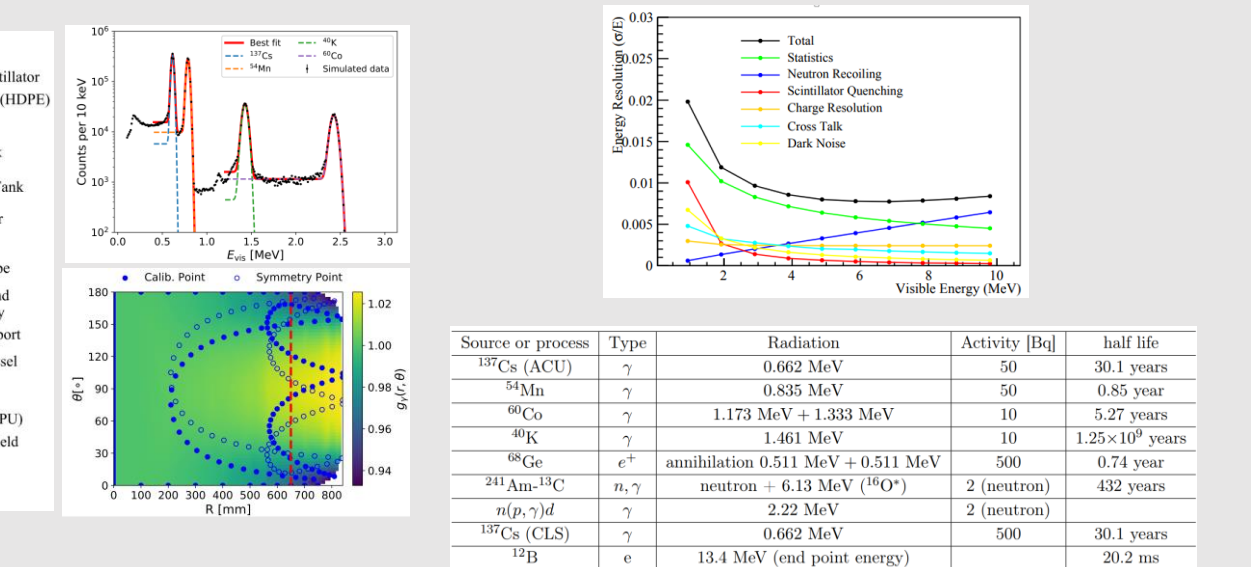 tillator
(HDPE)
ank
r
pe
nd
y
port
sel
PU)
eld
10⁶
10⁵
10⁴
10³
10²
Counts per 10 keV
Best fit
¹³⁷Cs
⁵⁴Mn
⁴⁰K
⁶⁰Co
Simulated data
0.0 0.5 1.0 1.5 2.0 2.5 3.0
E_vis [MeV]
Calib. Point Symmetry Point
180
150
120
90
60
30
0
θ[∘]
0 100 200 300 400 500 600 700 800
R [mm]
1.02
1.00
0.98
0.96
0.94
g_γ(r, θ)
0.03
0.025
0.02
0.015
0.01
0.005
0
Energy Resolution (σ/E)
Total
Statistics
Neutron Recoiling
Scintillator Quenching
Charge Resolution
Cross Talk
Dark Noise
2 4 6 8 10
Visible Energy (MeV)
Source or process Type Radiation Activity [Bq] half life
¹³⁷Cs (ACU) γ 0.662 MeV 50 30.1 years
⁵⁴Mn γ 0.835 MeV 50 0.85 year
⁶⁰Co γ 1.173 MeV + 1.333 MeV 10 5.27 years
⁴⁰K γ 1.461 MeV 10 1.25×10⁹ years
⁶⁸Ge e⁺ annihilation 0.511 MeV + 0.511 MeV 500 0.74 year
²⁴¹Am-¹³C n, γ neutron + 6.13 MeV (¹⁶O*) 2 (neutron) 432 years
n(p, γ)d γ 2.22 MeV 2 (neutron)
¹³⁷Cs (CLS) γ 0.662 MeV 500 30.1 years
¹²B e 13.4 MeV (end point energy) 20.2 ms